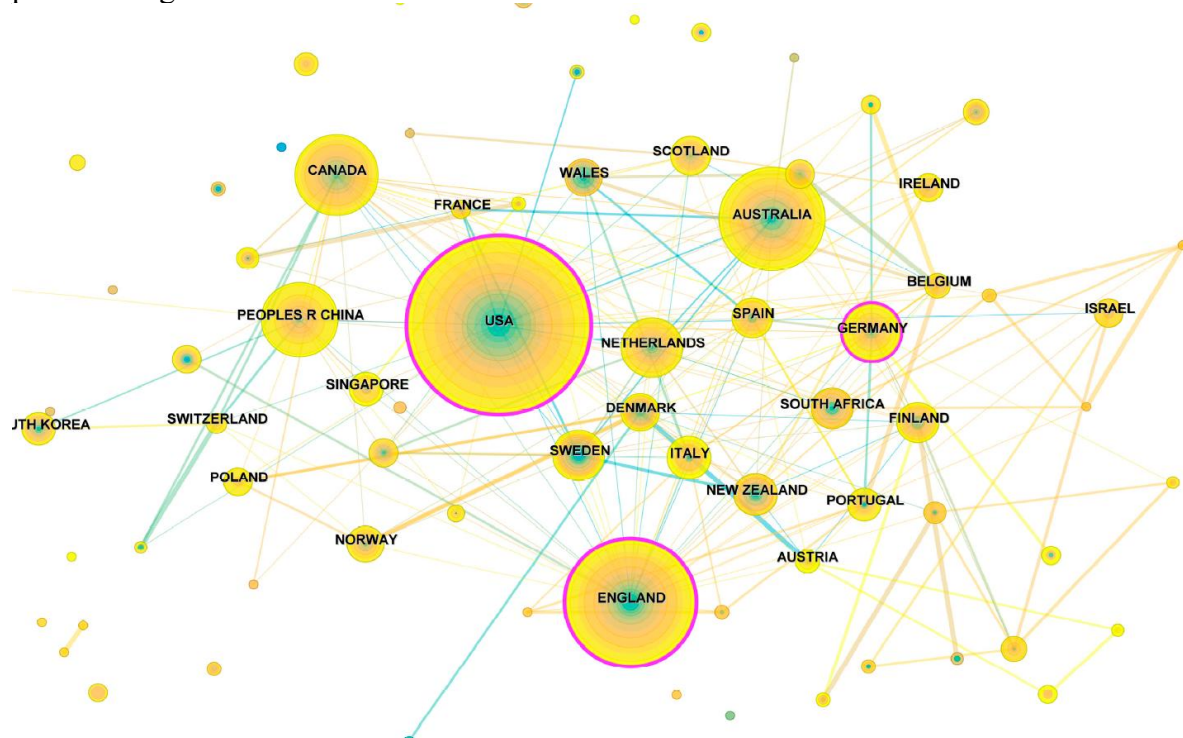 SCOTLAND
CANADA
WALES
IRELAND
FRANCE
AUSTRALIA
BELGIUM
PEOPLES R CHINA
USA
SPAIN
ISRAEL
GERMANY
NETHERLANDS
SINGAPORE
SOUTH AFRICA
DENMARK
SWITZERLAND
FINLAND
UTH KOREA
SWEDEN
ITALY
POLAND
NEW ZEALAND
PORTUGAL
NORWAY
AUSTRIA
ENGLAND